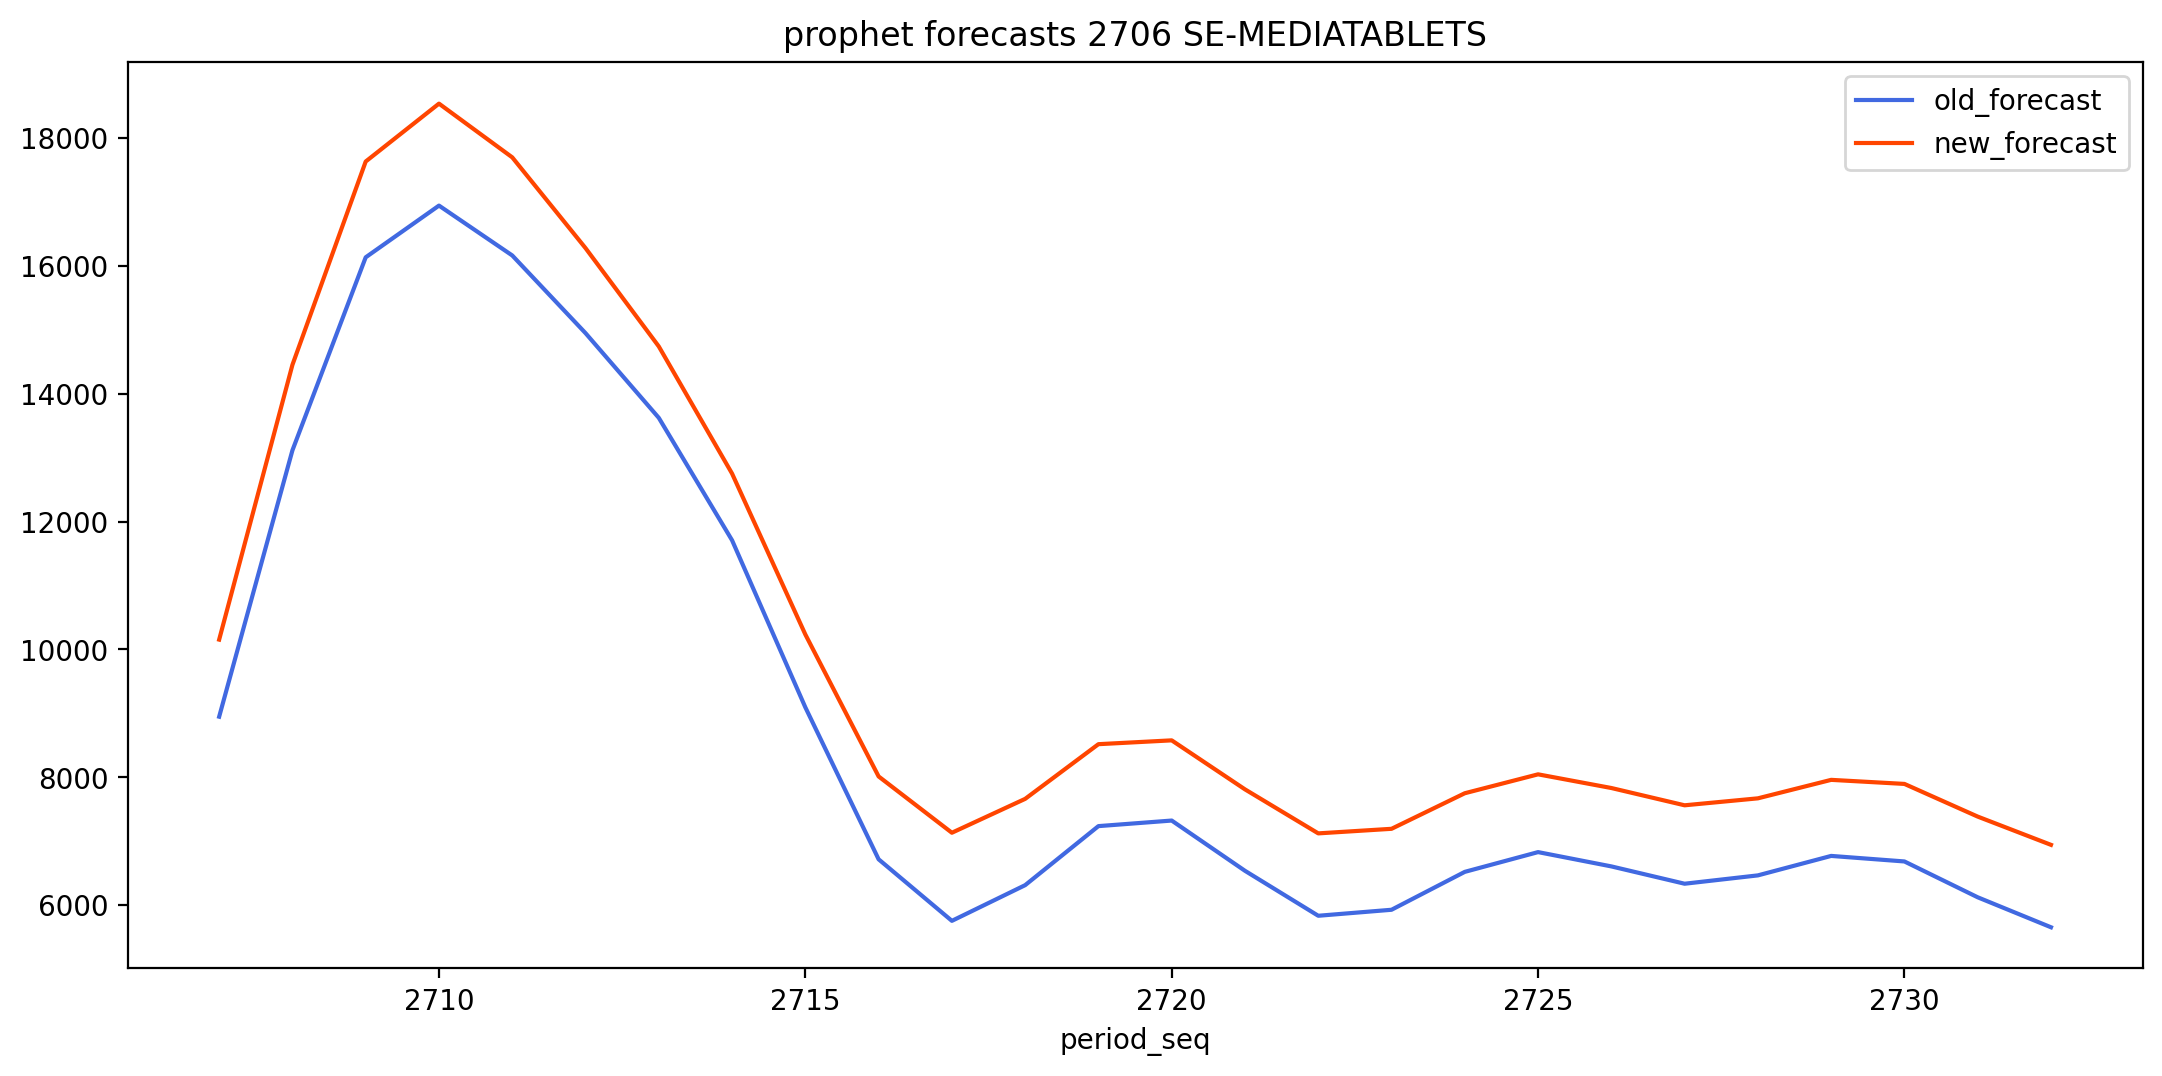 prophet forecasts 2706 SE-MEDIATABLETS
old_forecast
new_forecast
18000
16000
14000
12000
10000
8000
6000
2710 2715 2720 2725 2730
period_seq